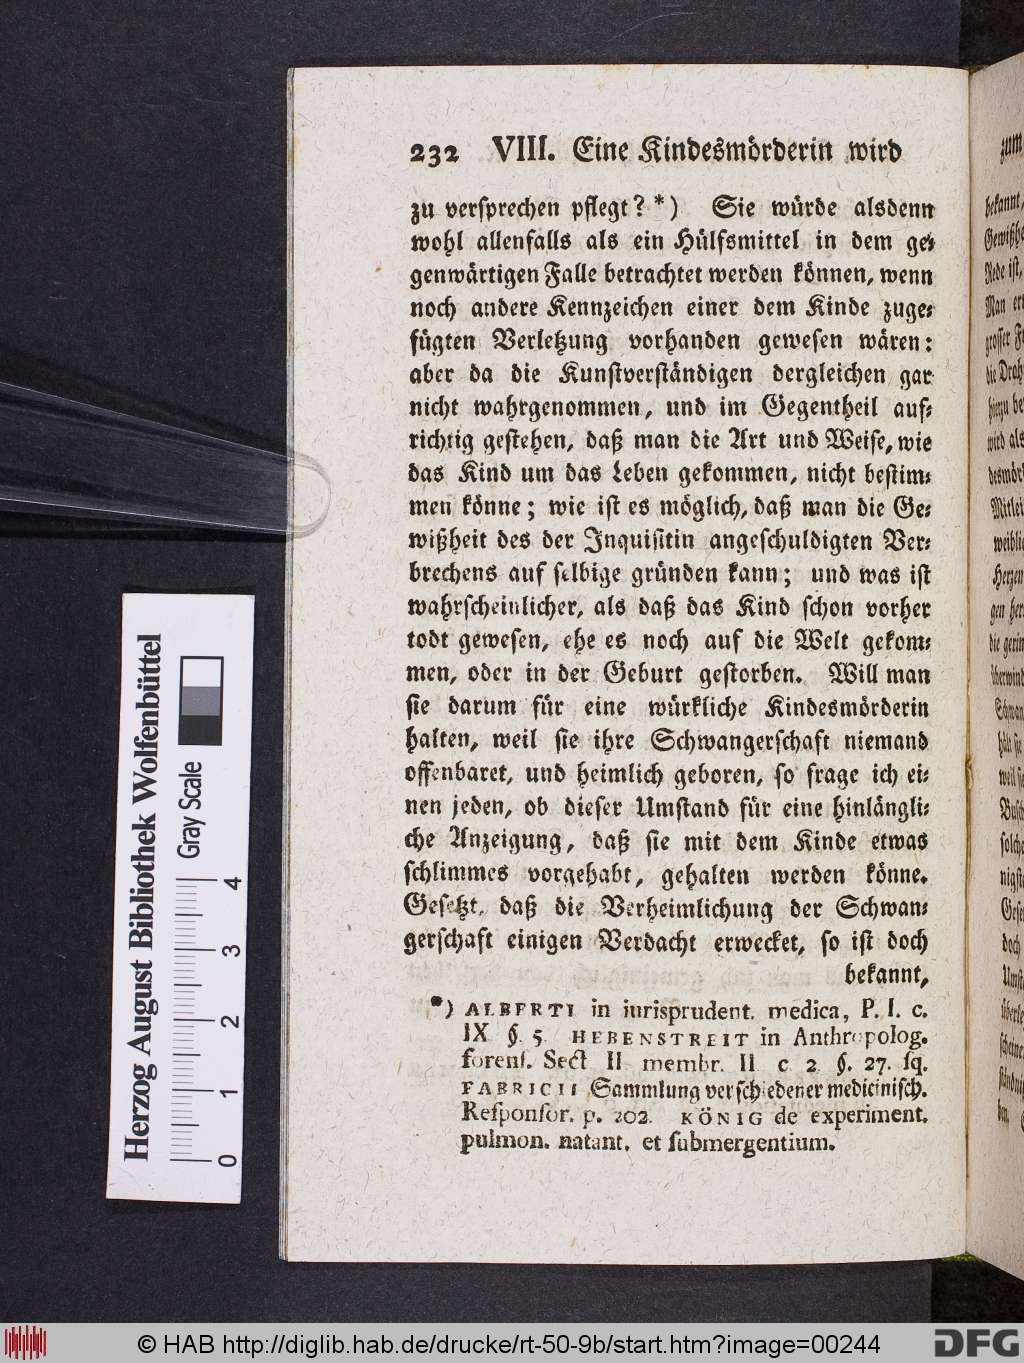 232 VIII. Eine Kindesmörderin wird
zu versprechen pflegt? *) Sie würde alsdenn
wohl allenfalls als ein Hülfsmittel in dem ge-
genwärtigen Falle betrachtet werden können, wenn
noch andere Kennzeichen einer dem Kinde zuge-
fügten Verletzung vorhanden gewesen wären:
aber da die Kunstverständigen dergleichen gar
nicht wahrgenommen, und im Gegentheil auf-
richtig gestehen, daß man die Art und Weise, wie
das Kind um das Leben gekommen, nicht bestim-
men könne; wie ist es möglich, daß man die Ge-
wißheit des der Inquisitin angeschuldigten Ver-
brechens auf selbige gründen kann; und was ist
wahrscheinlicher, als daß das Kind schon vorher
todt gewesen, ehe es noch auf die Welt gekom-
men, oder in der Geburt gestorben. Will man
sie darum für eine würkliche Kindesmörderin
halten, weil sie ihre Schwangerschaft niemand
offenbaret, und heimlich geboren, so frage ich ei-
nen jeden, ob dieser Umstand für eine hinlängli-
che Anzeigung, daß sie mit dem Kinde etwas
schlimmes vorgehabt, gehalten werden könne.
Gesetzt, daß die Verheimlichung der Schwan-
gerschaft einigen Verdacht erwecket, so ist doch
bekannt,
*) ALBERTI in iurisprudent. medica, P. I. c.
IX §. 5. HEBENSTREIT in Anthropolog.
forens. Sect II membr. II c 2 §. 27. sq.
FABRICII Sammlung verschiedener medicinisch.
Responsor. p. 202. KÖNIG de experiment.
pulmon. natant. et submergentium.
Herzog August Bibliothek Wolfenbüttel
Gray Scale
0 1 2 3 4
© HAB http://diglib.hab.de/drucke/rt-50-9b/start.htm?image=00244
DFG